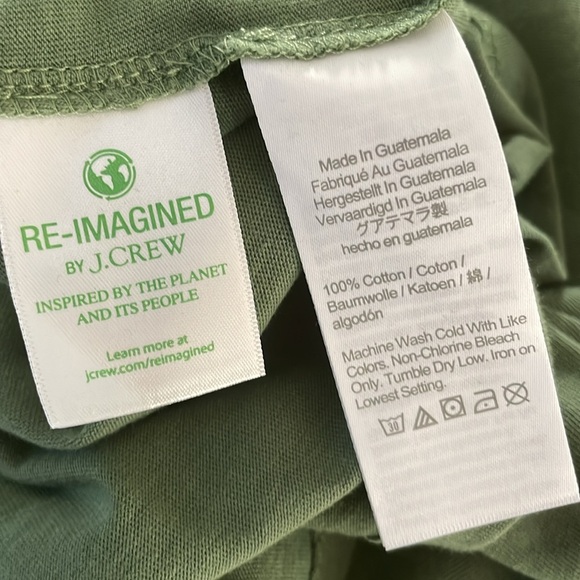 RE-IMAGINED
BY J.CREW
INSPIRED BY THE PLANET
AND ITS PEOPLE
Learn more at
jcrew.com/reimagined
Made In Guatemala
Fabriqué Au Guatemala
Hergestellt In Guatemala
Vervaardigd In Guatemala
グアテマラ製
hecho en guatemala
100% Cotton / Coton /
Baumwolle / Katoen / 綿 /
algodón
Machine Wash Cold With Like
Colors. Non-Chlorine Bleach
Only. Tumble Dry Low. Iron on
Lowest Setting.
30